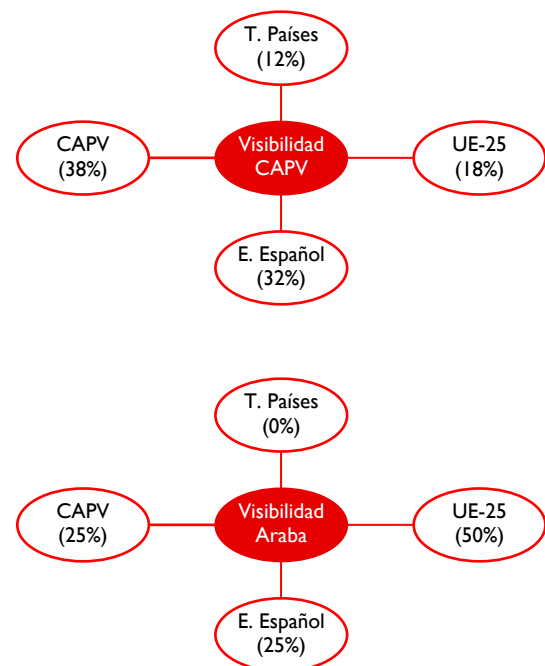 T. Países
(12%)
CAPV
(38%)
Visibilidad
CAPV
UE-25
(18%)
E. Español
(32%)
T. Países
(0%)
CAPV
(25%)
Visibilidad
Araba
UE-25
(50%)
E. Español
(25%)